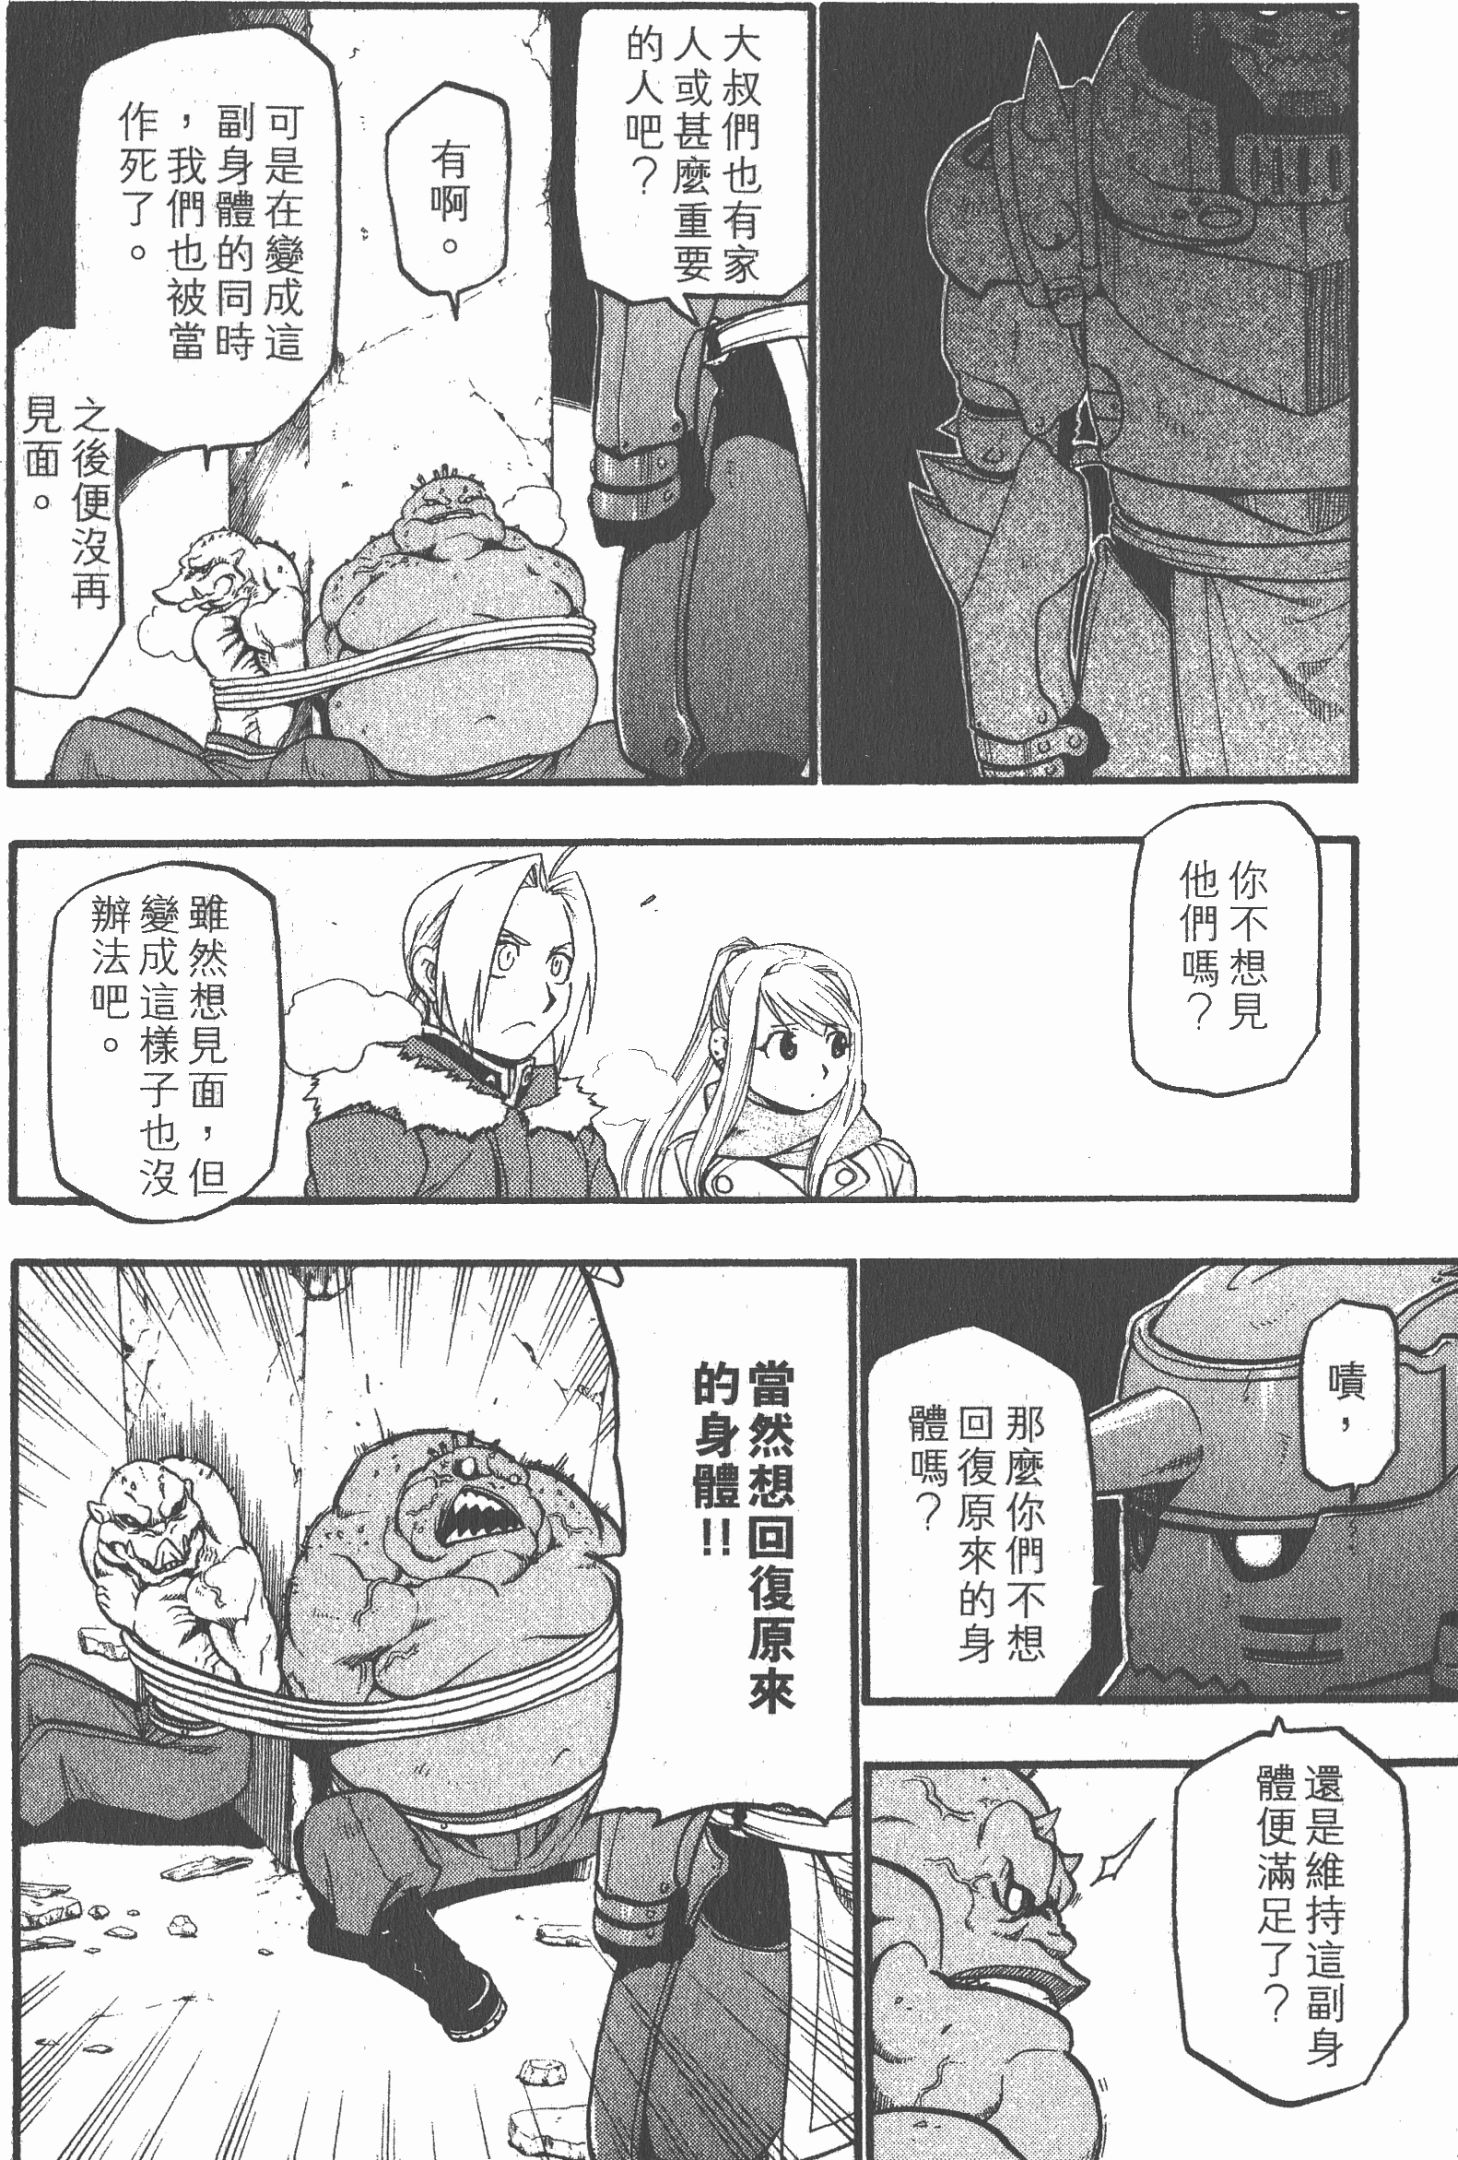 大叔們也有家
人或甚麼重要
的人吧？
有啊。
可是在變成這
副身體的同時
，我們也被當
作死了。
之後便沒再
見面。
你不想見
他們嗎？
雖然想見面，但
變成這樣子也沒
辦法吧。
嘖，
那麼你們不想
回復原來的身
體嗎？
還是維持這副身
體便滿足了？
當然想回復原來
的身體!!